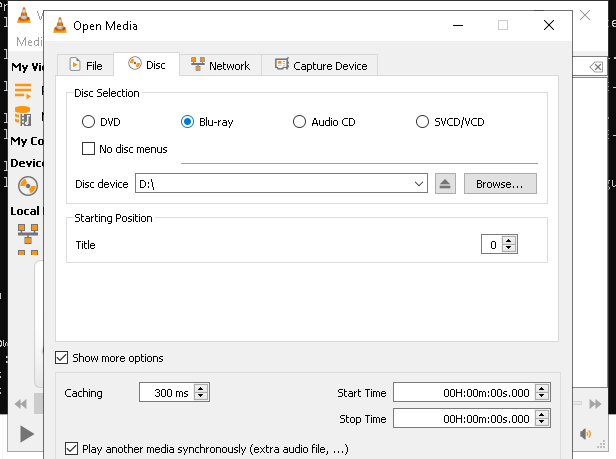 Open Media
Medi
File
Disc
Network
Capture Device
My Vi
My Co
Device
Local
Disc Selection
DVD
Blu-ray
Audio CD
SVCD/VCD
No disc menus
Disc device
D:\
Browse...
Starting Position
Title
0
Show more options
Caching
300 ms
Start Time
00H:00m:00s.000
Stop Time
00H:00m:00s.000
Play another media synchronously (extra audio file, ...)